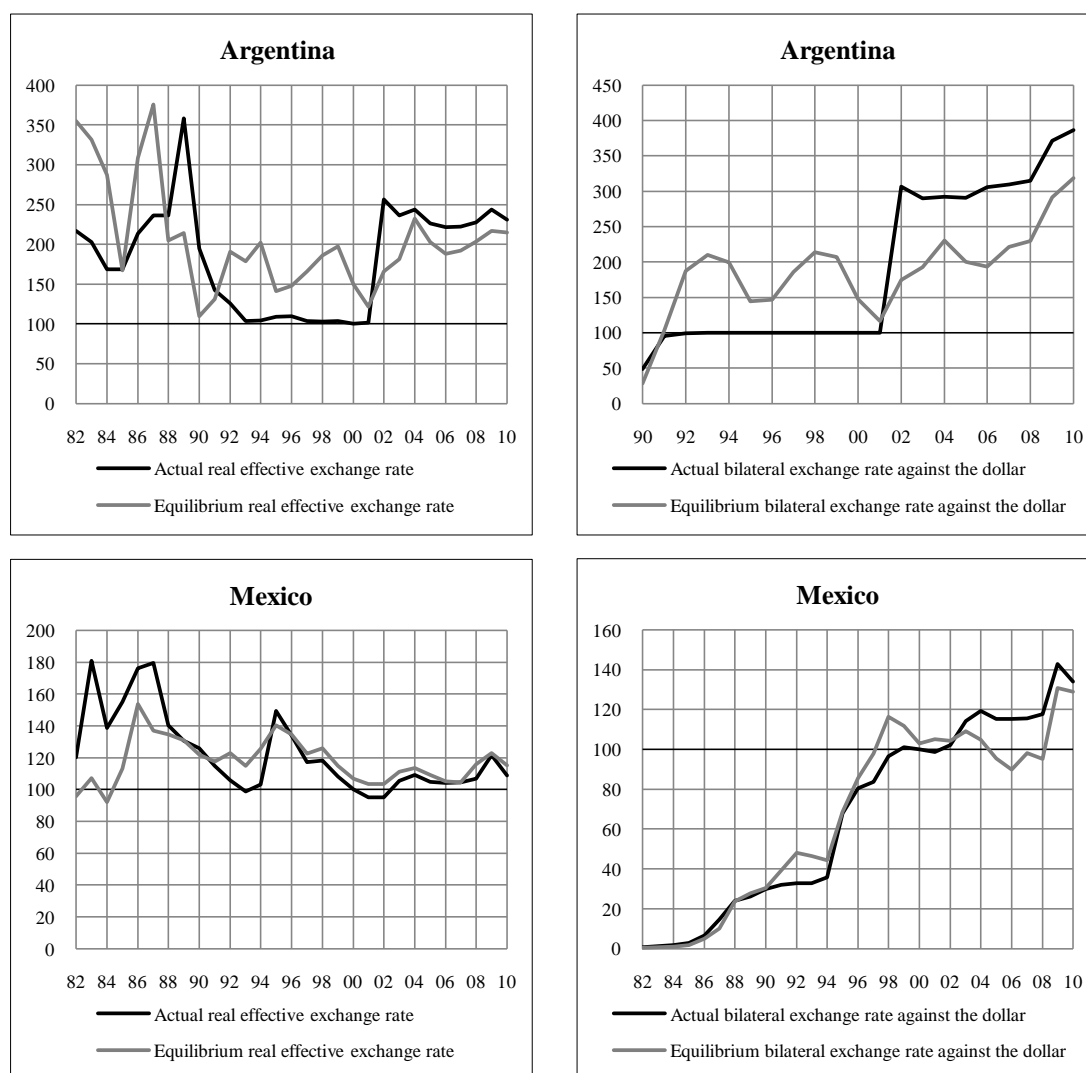 Argentina
400
350
300
250
200
150
100
50
0
82 84 86 88 90 92 94 96 98 00 02 04 06 08 10
Actual real effective exchange rate
Equilibrium real effective exchange rate
Argentina
450
400
350
300
250
200
150
100
50
0
90 92 94 96 98 00 02 04 06 08 10
Actual bilateral exchange rate against the dollar
Equilibrium bilateral exchange rate against the dollar
Mexico
200
180
160
140
120
100
80
60
40
20
0
82 84 86 88 90 92 94 96 98 00 02 04 06 08 10
Actual real effective exchange rate
Equilibrium real effective exchange rate
Mexico
160
140
120
100
80
60
40
20
0
82 84 86 88 90 92 94 96 98 00 02 04 06 08 10
Actual bilateral exchange rate against the dollar
Equilibrium bilateral exchange rate against the dollar